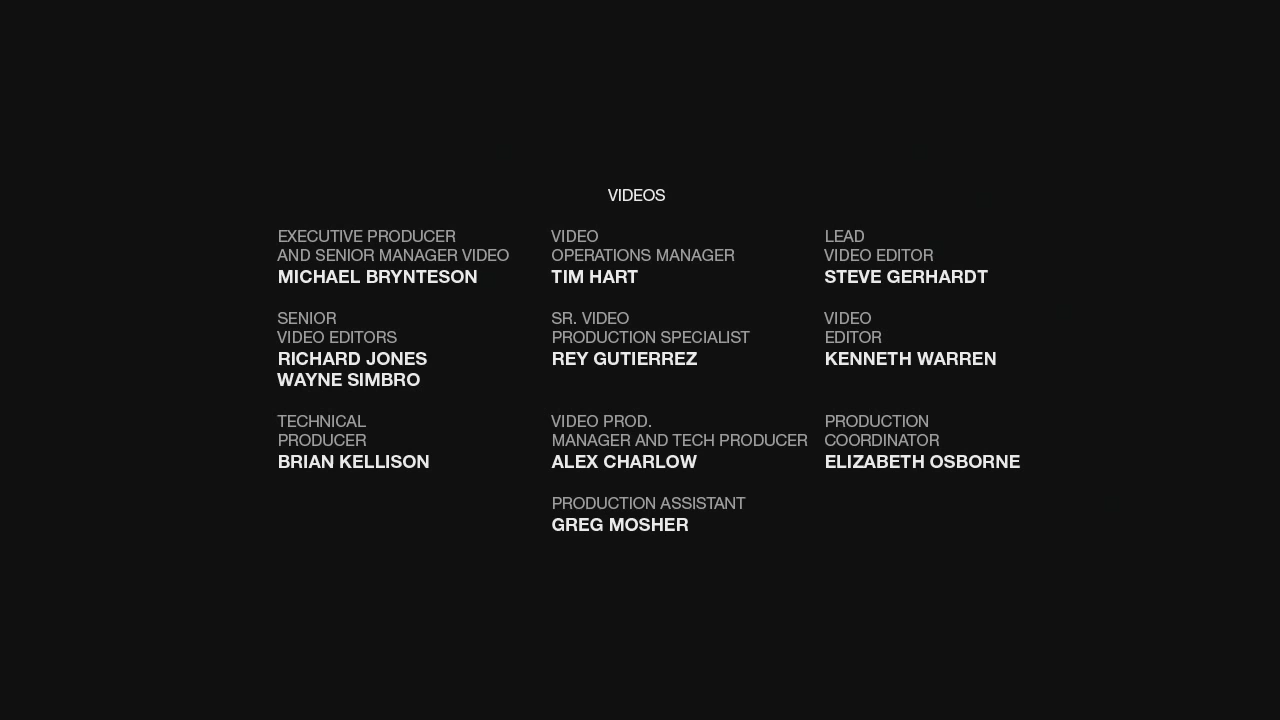 VIDEOS
EXECUTIVE PRODUCER
AND SENIOR MANAGER VIDEO
MICHAEL BRYNTESON
VIDEO
OPERATIONS MANAGER
TIM HART
LEAD
VIDEO EDITOR
STEVE GERHARDT
SENIOR
VIDEO EDITORS
RICHARD JONES
WAYNE SIMBRO
SR. VIDEO
PRODUCTION SPECIALIST
REY GUTIERREZ
VIDEO
EDITOR
KENNETH WARREN
TECHNICAL
PRODUCER
BRIAN KELLISON
VIDEO PROD.
MANAGER AND TECH PRODUCER
ALEX CHARLOW
PRODUCTION
COORDINATOR
ELIZABETH OSBORNE
PRODUCTION ASSISTANT
GREG MOSHER